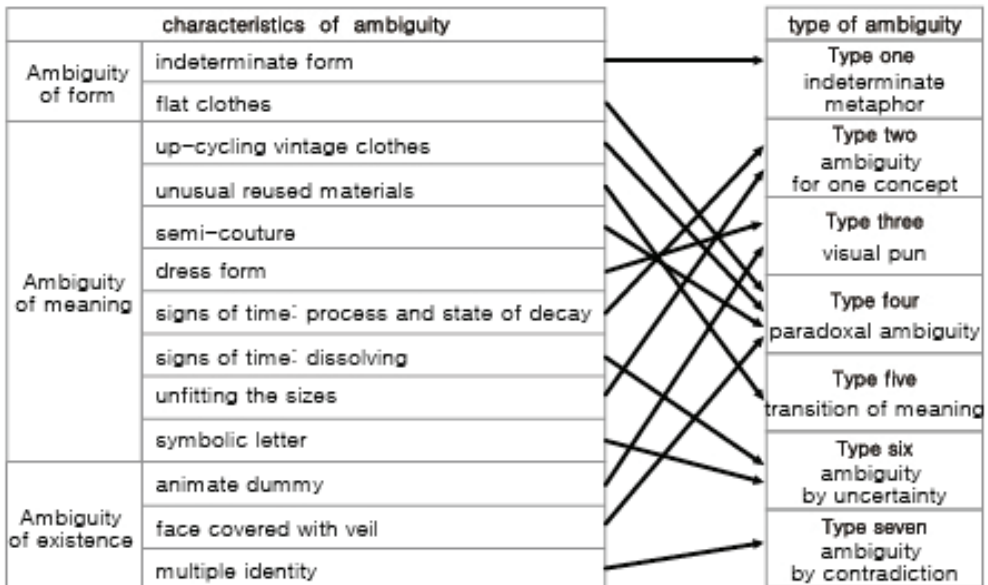 characteristics of ambiguity
type of ambiguity
Ambiguity
of form
indeterminate form
flat clothes
Ambiguity
of meaning
up-cycling vintage clothes
unusual reused materials
semi-couture
dress form
signs of time: process and state of decay
signs of time: dissolving
unfitting the sizes
symbolic letter
Ambiguity
of existence
animate dummy
face covered with veil
multiple identity
Type one
indeterminate
metaphor
Type two
ambiguity
for one concept
Type three
visual pun
Type four
paradoxal ambiguity
Type five
transition of meaning
Type six
ambiguity
by uncertainty
Type seven
ambiguity
by contradiction